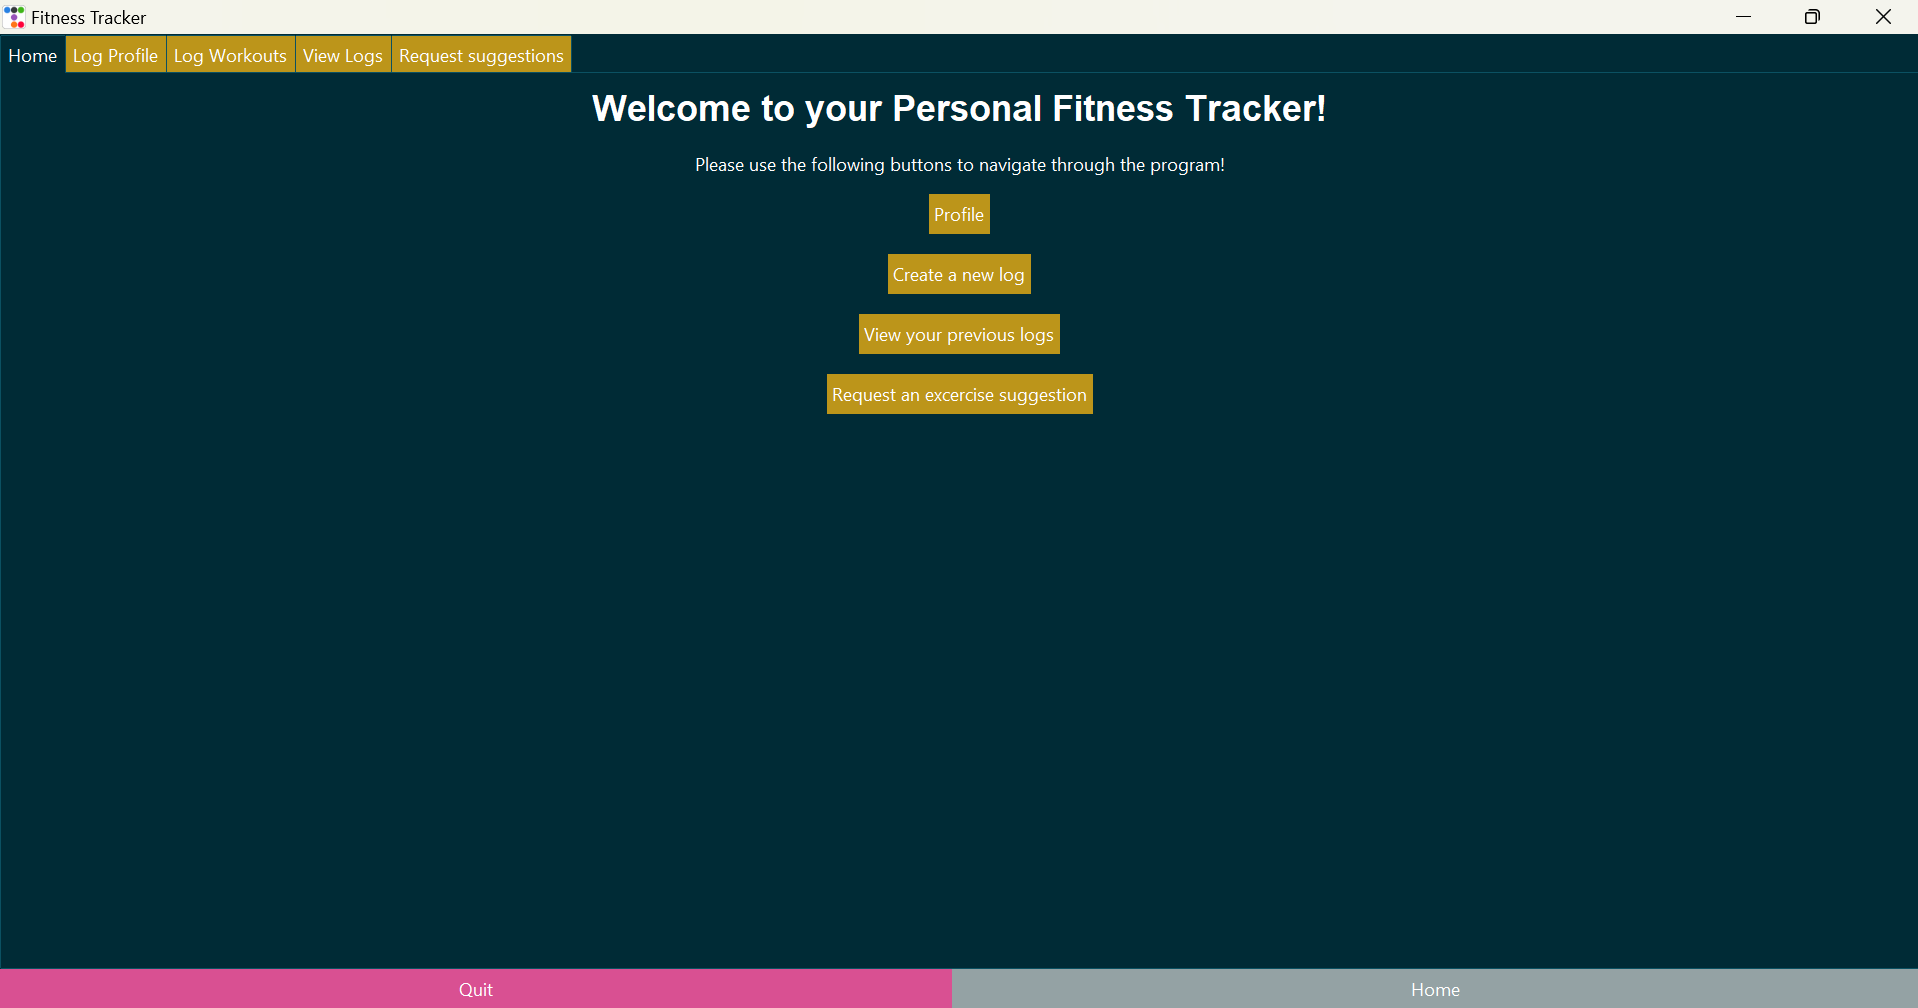 Fitness Tracker
Home Log Profile Log Workouts View Logs Request suggestions
Welcome to your Personal Fitness Tracker!
Please use the following buttons to navigate through the program!
Profile
Create a new log
View your previous logs
Request an excercise suggestion
Quit Home